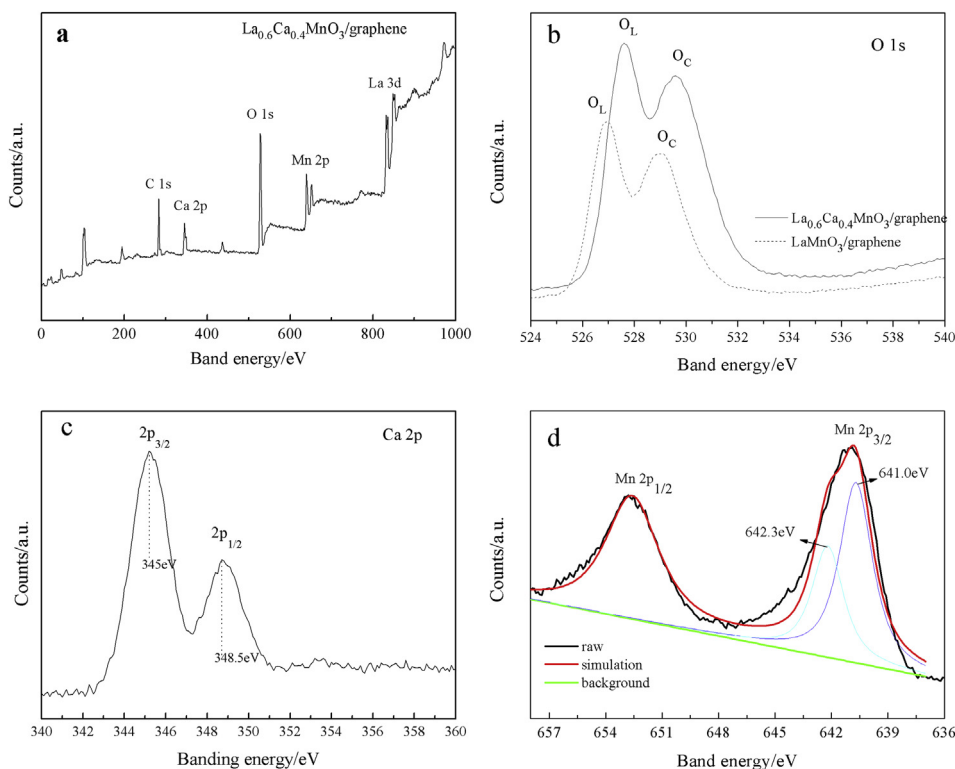 a
La0.6Ca0.4MnO3/graphene
La 3d
O 1s
Mn 2p
C 1s
Ca 2p
Counts/a.u.
0 200 400 600 800 1000
Band energy/eV
b
O 1s
OL
OC
OL
OC
La0.6Ca0.4MnO3/graphene
LaMnO3/graphene
Counts/a.u.
524 526 528 530 532 534 536 538 540
Band energy/eV
c
Ca 2p
2p3/2
2p1/2
345eV
348.5eV
Counts/a.u.
340 342 344 346 348 350 352 354 356 358 360
Banding energy/eV
d
Mn 2p3/2
Mn 2p1/2
641.0eV
642.3eV
raw
simulation
background
Counts/a.u.
657 654 651 648 645 642 639 636
Band energy/eV